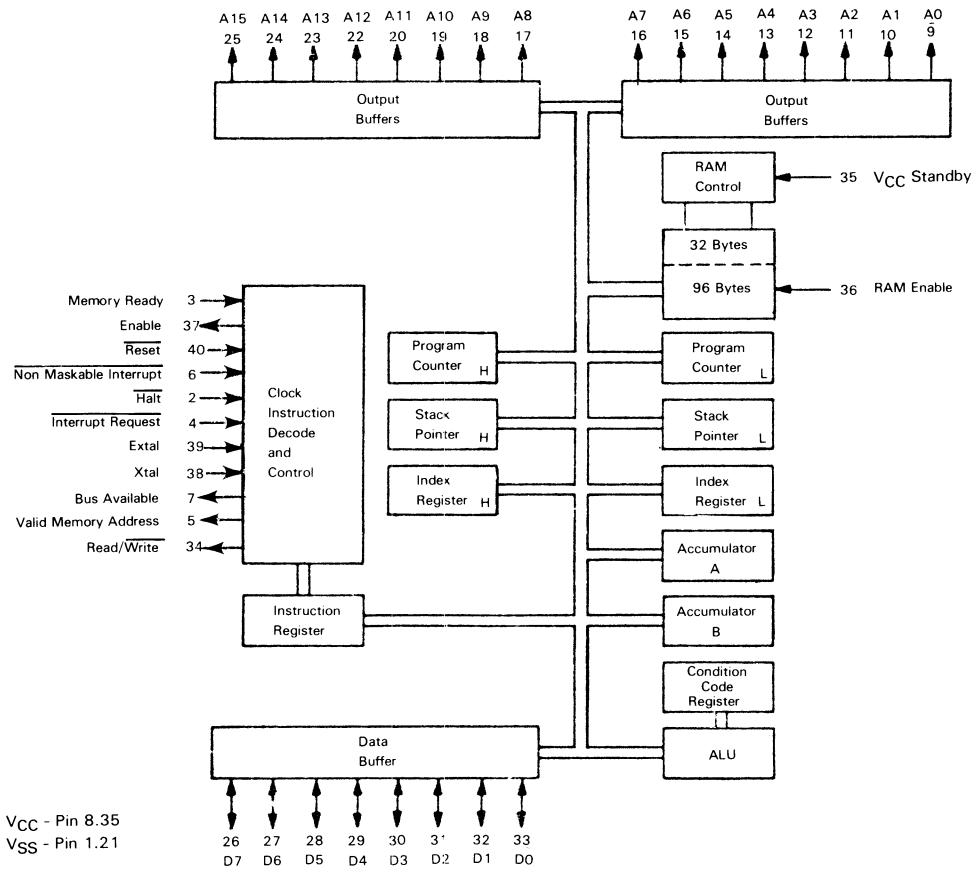 A15 A14 A13 A12 A11 A10 A9 A8
25 24 23 22 20 19 18 17
A7 A6 A5 A4 A3 A2 A1 A0
16 15 14 13 12 11 10 9
Output
Buffers
Output
Buffers
RAM
Control
35 VCC Standby
32 Bytes
96 Bytes
36 RAM Enable
Memory Ready 3
Enable 37
Reset 40
Non Maskable Interrupt 6
Halt 2
Interrupt Request 4
Extal 39
Xtal 38
Bus Available 7
Valid Memory Address 5
Read/Write 34
Clock
Instruction
Decode
and
Control
Program
Counter H
Program
Counter L
Stack
Pointer H
Stack
Pointer L
Index
Register H
Index
Register L
Accumulator
A
Instruction
Register
Accumulator
B
Condition
Code
Register
ALU
Data
Buffer
VCC - Pin 8.35
VSS - Pin 1.21
26 27 28 29 30 31 32 33
D7 D6 D5 D4 D3 D2 D1 D0